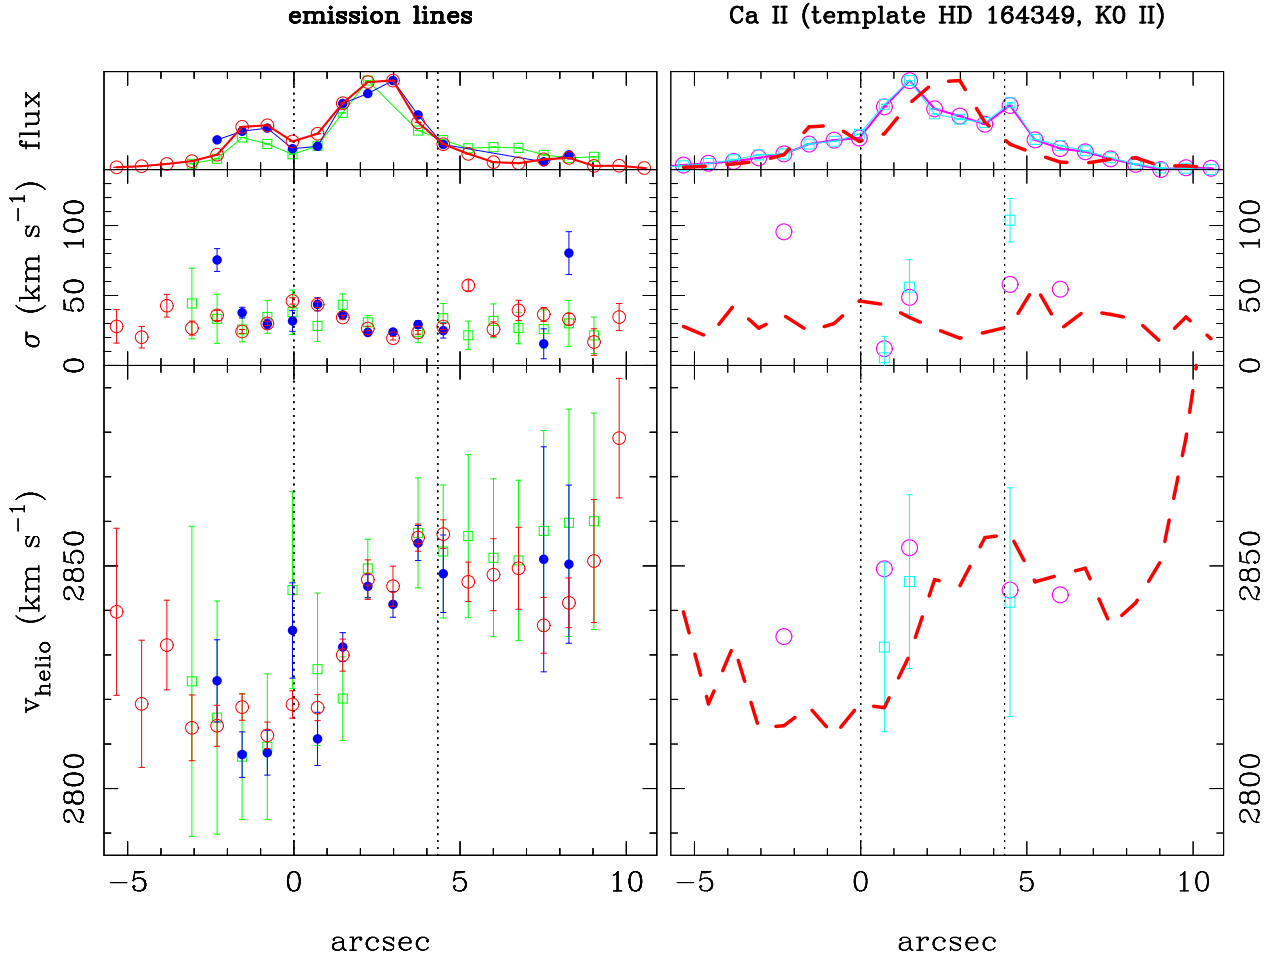 emission lines
Ca II (template HD 164349, K0 II)
flux
σ (km s⁻¹)
0 50 100
0 50 100
v_helio (km s⁻¹)
2800 2850
2800 2850
−5 0 5 10
−5 0 5 10
arcsec
arcsec